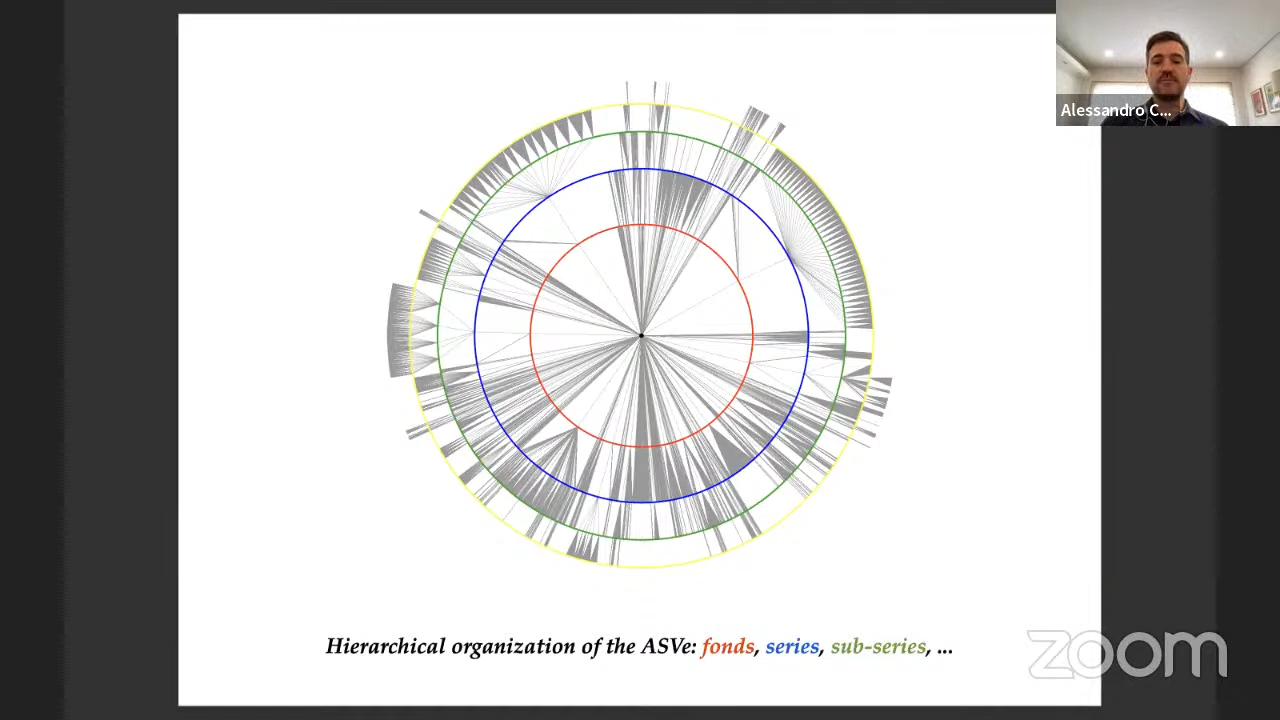 Alessandro C...
Hierarchical organization of the ASVe: fonds, series, sub-series, ...
zoom